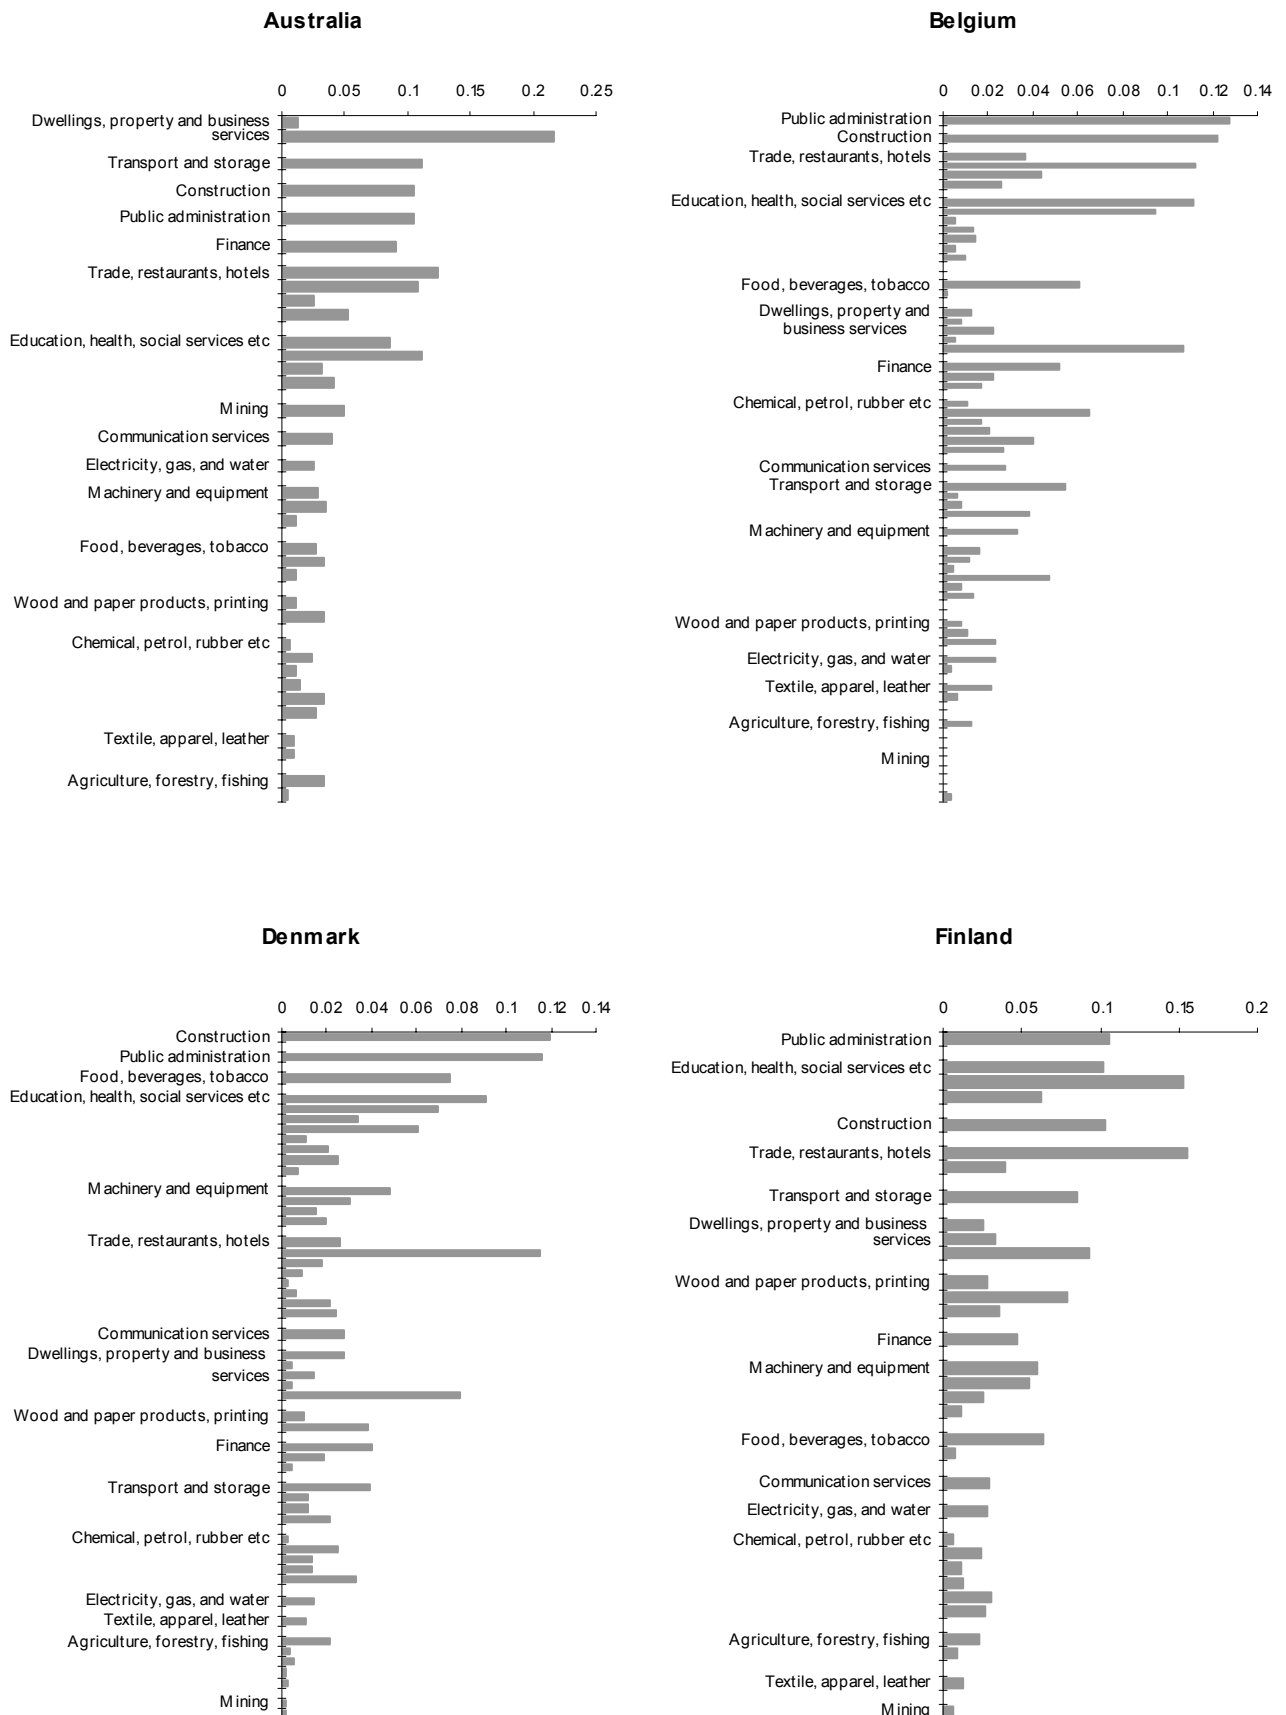 Australia
0 0.05 0.1 0.15 0.2 0.25
Dwellings, property and business
services
Transport and storage
Construction
Public administration
Finance
Trade, restaurants, hotels
Education, health, social services etc
Mining
Communication services
Electricity, gas, and water
Machinery and equipment
Food, beverages, tobacco
Wood and paper products, printing
Chemical, petrol, rubber etc
Textile, apparel, leather
Agriculture, forestry, fishing
Belgium
0 0.02 0.04 0.06 0.08 0.1 0.12 0.14
Public administration
Construction
Trade, restaurants, hotels
Education, health, social services etc
Food, beverages, tobacco
Dwellings, property and
business services
Finance
Chemical, petrol, rubber etc
Communication services
Transport and storage
Machinery and equipment
Wood and paper products, printing
Electricity, gas, and water
Textile, apparel, leather
Agriculture, forestry, fishing
Mining
Denmark
0 0.02 0.04 0.06 0.08 0.1 0.12 0.14
Construction
Public administration
Food, beverages, tobacco
Education, health, social services etc
Machinery and equipment
Trade, restaurants, hotels
Communication services
Dwellings, property and business
services
Wood and paper products, printing
Finance
Transport and storage
Chemical, petrol, rubber etc
Electricity, gas, and water
Textile, apparel, leather
Agriculture, forestry, fishing
Mining
Finland
0 0.05 0.1 0.15 0.2
Public administration
Education, health, social services etc
Construction
Trade, restaurants, hotels
Transport and storage
Dwellings, property and business
services
Wood and paper products, printing
Finance
Machinery and equipment
Food, beverages, tobacco
Communication services
Electricity, gas, and water
Chemical, petrol, rubber etc
Agriculture, forestry, fishing
Textile, apparel, leather
Mining